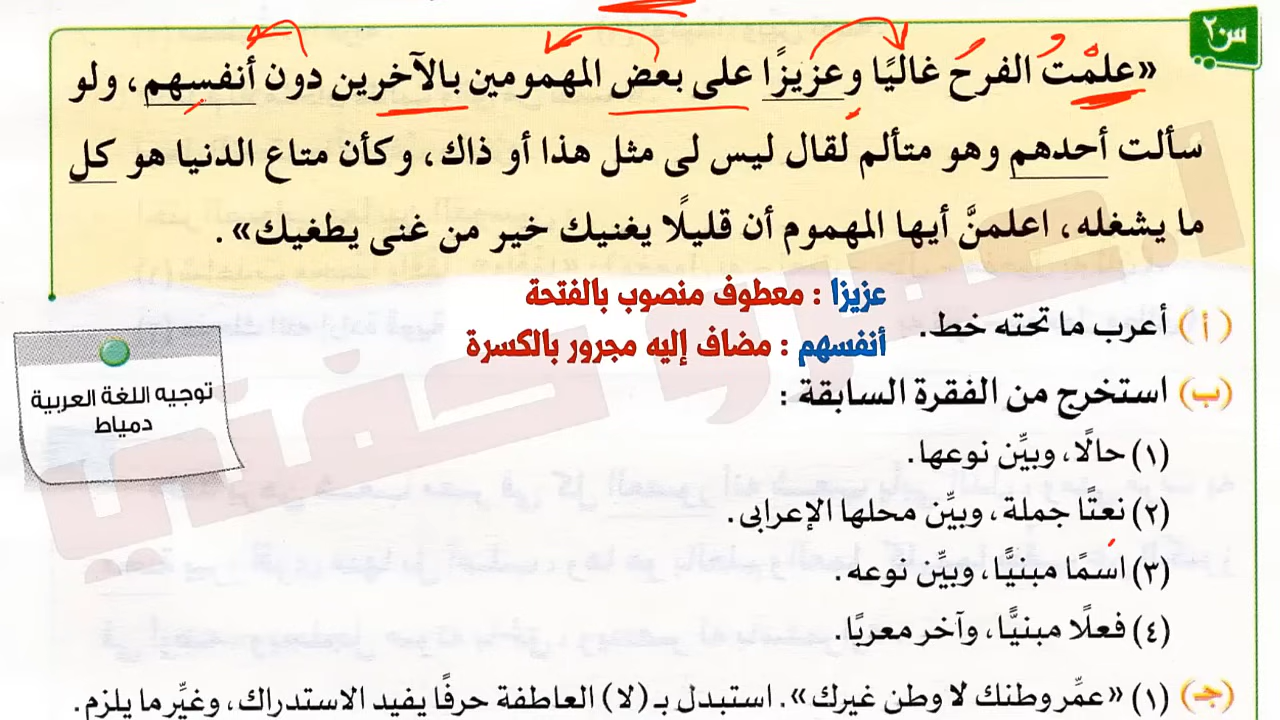 س٢
«علمْتُ الفرحَ غاليًا وعزيزًا على بعض المهمومين بالآخرين دون أنفسهم، ولو
سألت أحدهم وهو متألم لقال ليس لى مثل هذا أو ذاك، وكأن متاع الدنيا هو كل
ما يشغله، اعلمنَّ أيها المهموم أن قليلًا يغنيك خير من غنى يطغيك».
(أ) أعرب ما تحته خط.
عزيزا : معطوف منصوب بالفتحة
أنفسهم : مضاف إليه مجرور بالكسرة
توجيه اللغة العربية
دمياط
(ب) استخرج من الفقرة السابقة :
(١) حالًا، وبيِّن نوعها.
(٢) نعتًا جملة، وبيِّن محلها الإعرابى.
(٣) اسمًا مبنيًّا، وبيِّن نوعه.
(٤) فعلًا مبنيًّا، وآخر معربًا.
(جـ) (١) «عمِّر وطنك لا وطن غيرك». استبدل بـ (لا) العاطفة حرفًا يفيد الاستدراك، وغيِّر ما يلزم.